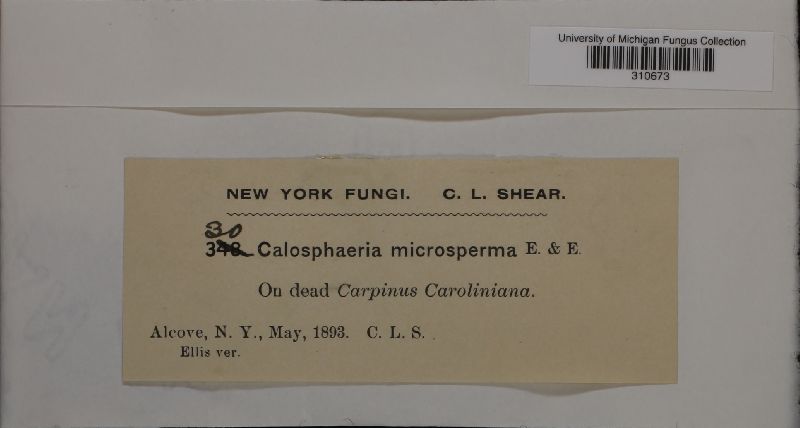 University of Michigan Fungus Collection
310673
NEW YORK FUNGI. C. L. SHEAR.
30
348 Calosphaeria microsperma E. & E.
On dead Carpinus Caroliniana.
Alcove, N. Y., May, 1893. C. L. S.
Ellis ver.